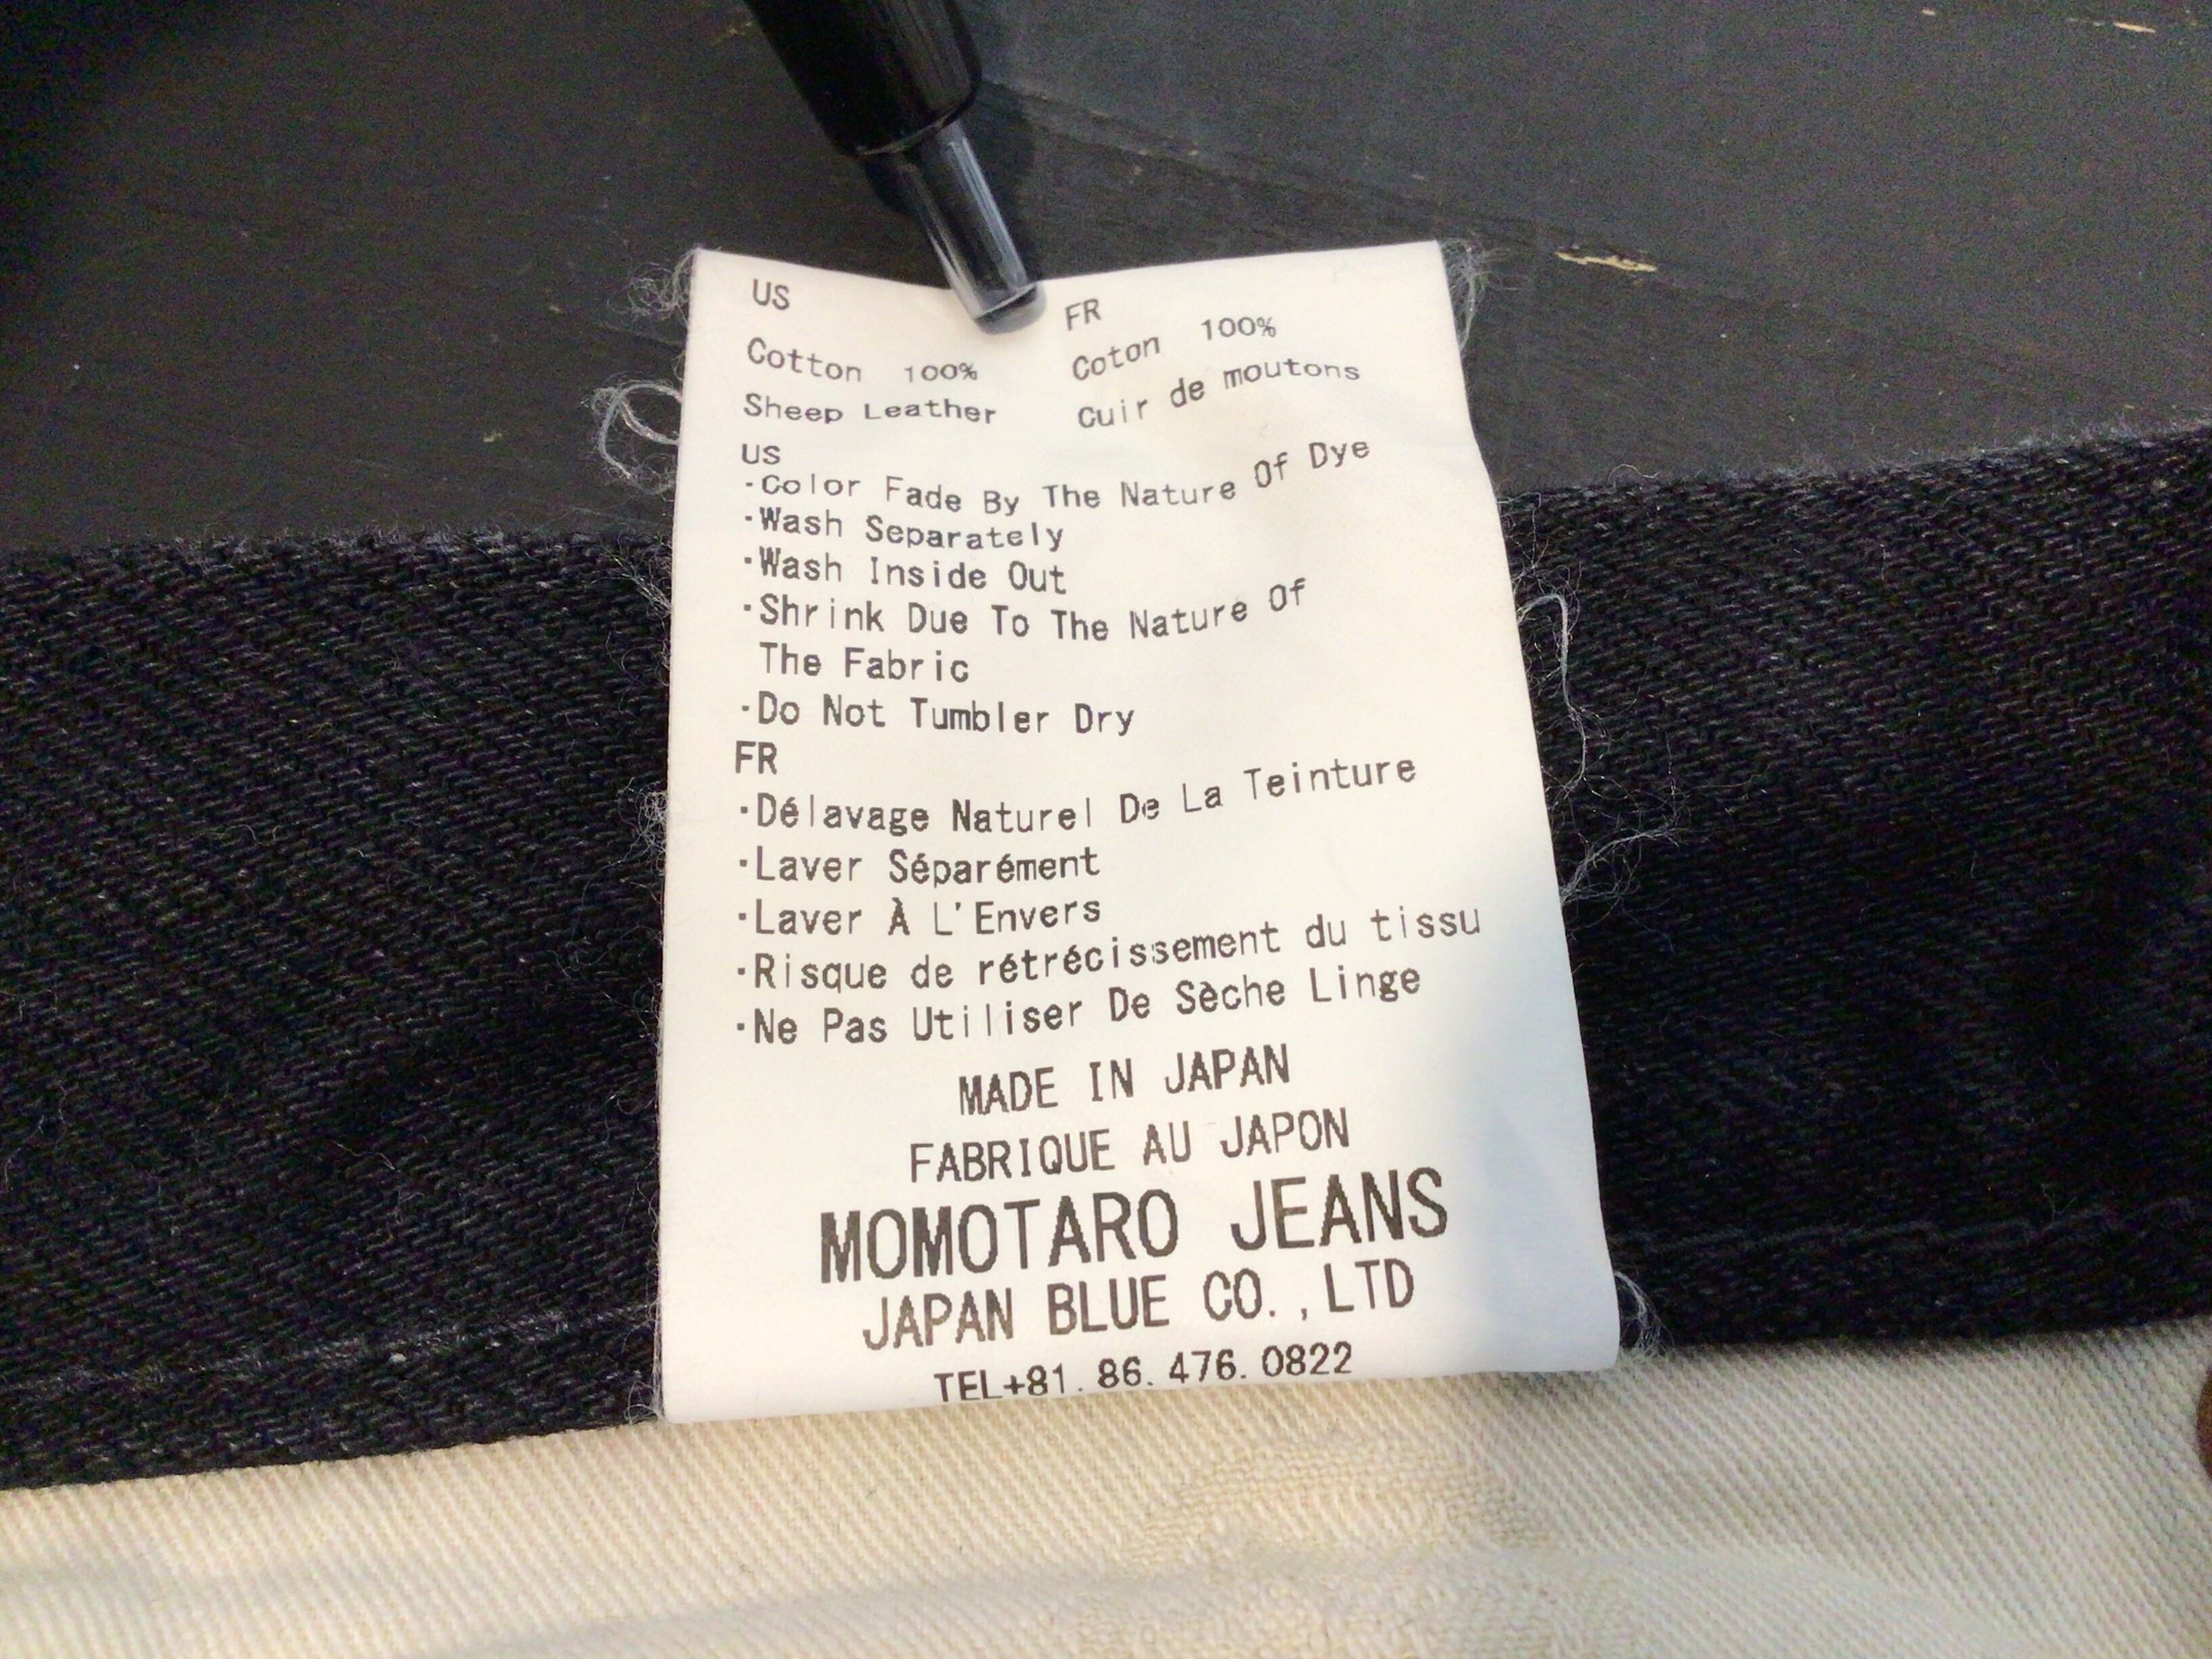 US
Cotton 100%
Sheep Leather
FR
Coton 100%
Cuir de moutons
US
·Color Fade By The Nature Of Dye
·Wash Separately
·Wash Inside Out
·Shrink Due To The Nature Of
The Fabric
·Do Not Tumbler Dry
FR
·Délavage Naturel De La Teinture
·Laver Séparément
·Laver À L'Envers
·Risque de rétrécissement du tissu
·Ne Pas Utiliser De Sèche Linge
MADE IN JAPAN
FABRIQUE AU JAPON
MOMOTARO JEANS
JAPAN BLUE CO.,LTD
TEL+81.86.476.0822